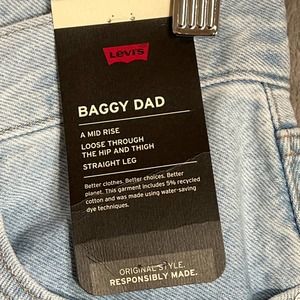 Levi's
BAGGY DAD
A MID RISE
LOOSE THROUGH
THE HIP AND THIGH
STRAIGHT LEG
Better clothes. Better choices. Better
planet. This garment includes 5% recycled
cotton and was made using water-saving
dye techniques.
ORIGINAL STYLE.
RESPONSIBLY MADE.